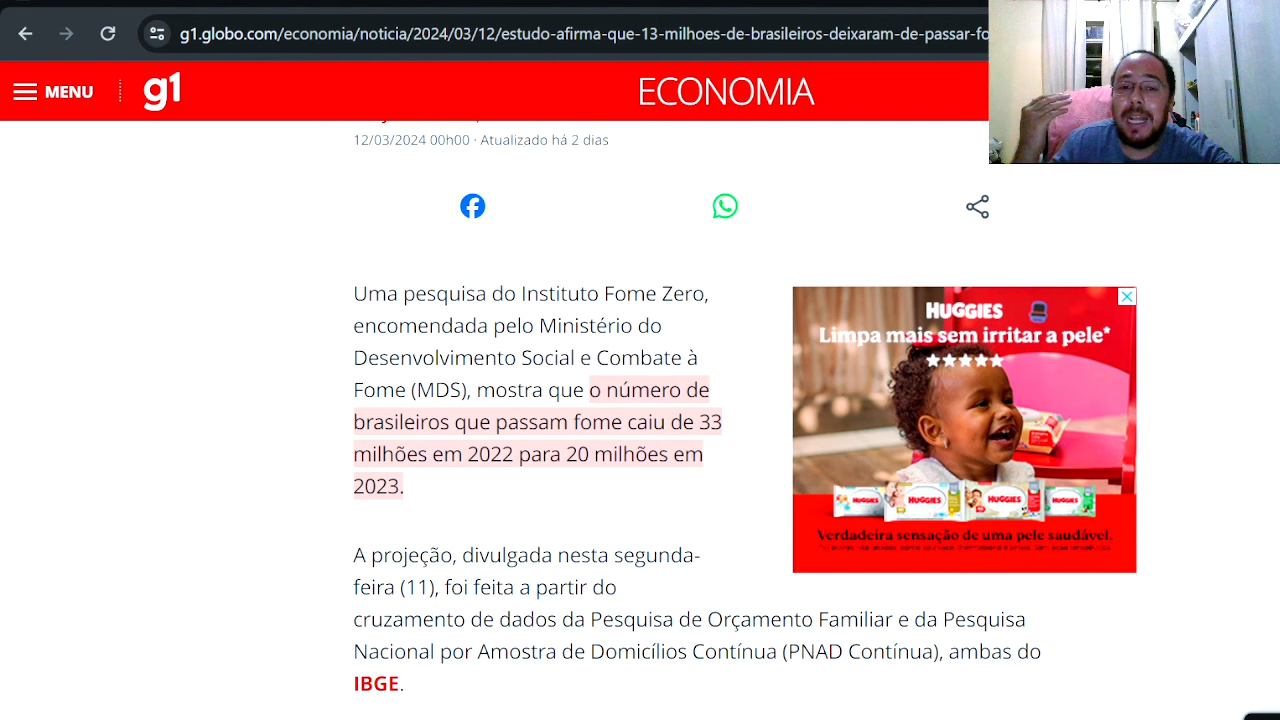 g1.globo.com/economia/noticia/2024/03/12/estudo-afirma-que-13-milhoes-de-brasileiros-deixaram-de-passar-fo
MENU
g1
ECONOMIA
12/03/2024 00h00 · Atualizado há 2 dias
Uma pesquisa do Instituto Fome Zero,
encomendada pelo Ministério do
Desenvolvimento Social e Combate à
Fome (MDS), mostra que o número de
brasileiros que passam fome caiu de 33
milhões em 2022 para 20 milhões em
2023.
HUGGIES
Limpa mais sem irritar a pele*
HUGGIES
HUGGIES
HUGGIES
HUGGIES
Verdadeira sensação de uma pele saudável.
A projeção, divulgada nesta segunda-
feira (11), foi feita a partir do
cruzamento de dados da Pesquisa de Orçamento Familiar e da Pesquisa
Nacional por Amostra de Domicílios Contínua (PNAD Contínua), ambas do
IBGE.